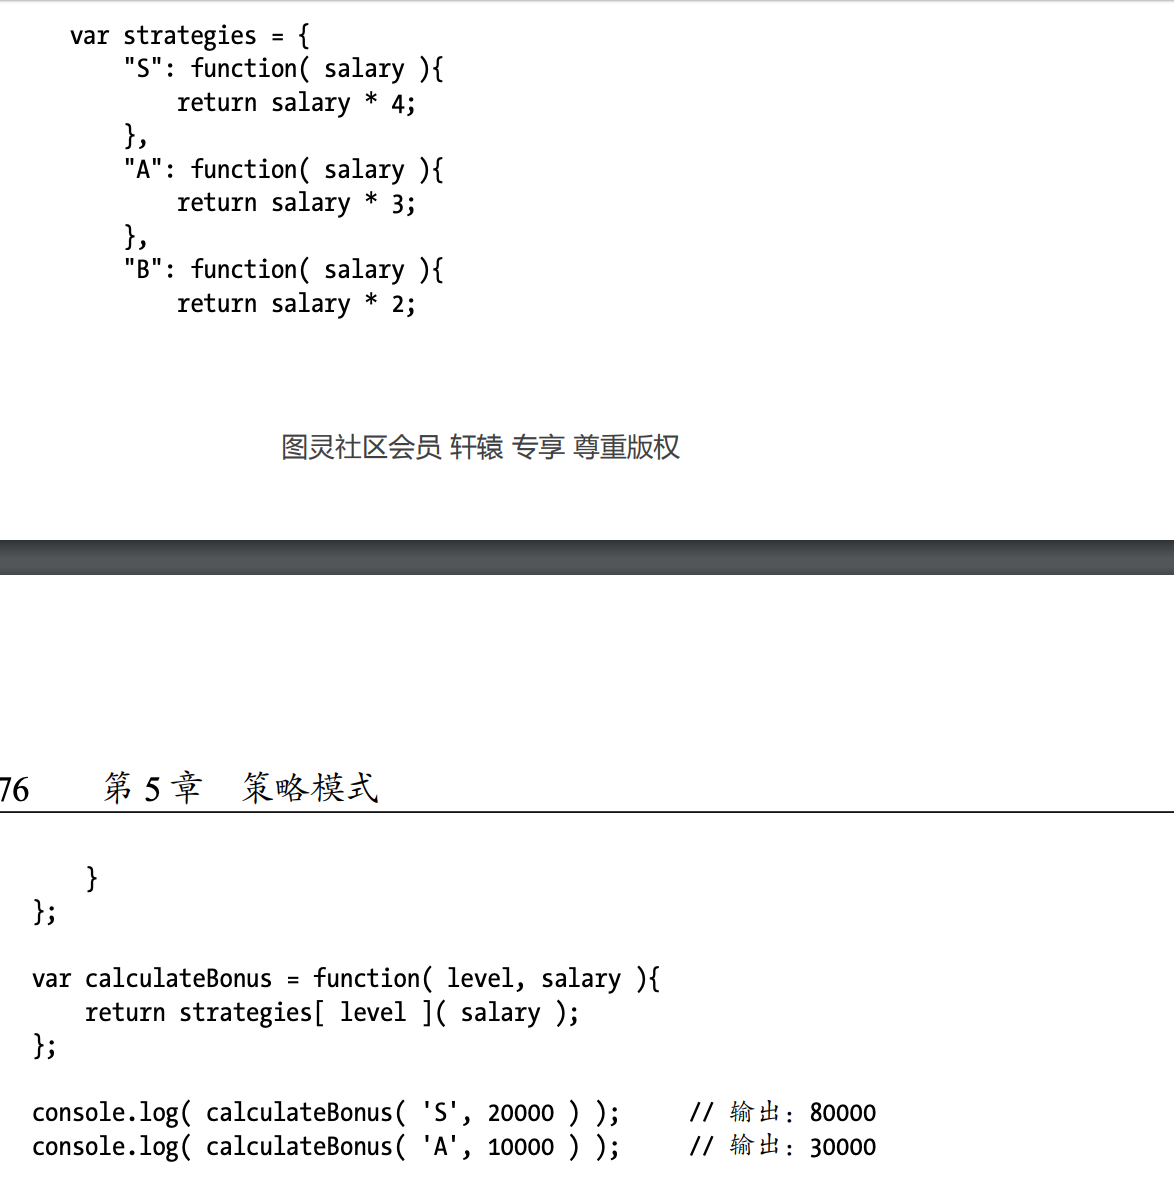 var strategies = {
    "S": function( salary ){
        return salary * 4;
    },
    "A": function( salary ){
        return salary * 3;
    },
    "B": function( salary ){
        return salary * 2;
图灵社区会员 轩辕 专享 尊重版权
76 第 5 章 策略模式
    }
};
var calculateBonus = function( level, salary ){
    return strategies[ level ]( salary );
};
console.log( calculateBonus( 'S', 20000 ) ); // 输出：80000
console.log( calculateBonus( 'A', 10000 ) ); // 输出：30000